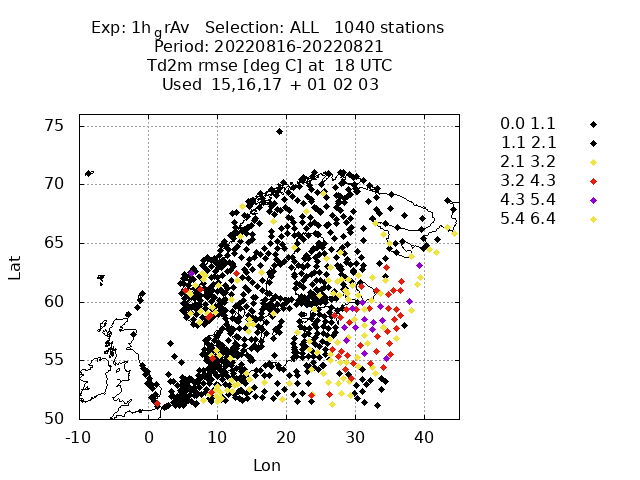 Exp: 1h grAv Selection: ALL 1040 stations
Period: 20220816-20220821
Td2m rmse [deg C] at 18 UTC
Used 15,16,17 + 01 02 03
0.0 1.1
1.1 2.1
2.1 3.2
3.2 4.3
4.3 5.4
5.4 6.4
75
70
65
60
55
50
Lat
-10 0 10 20 30 40
Lon